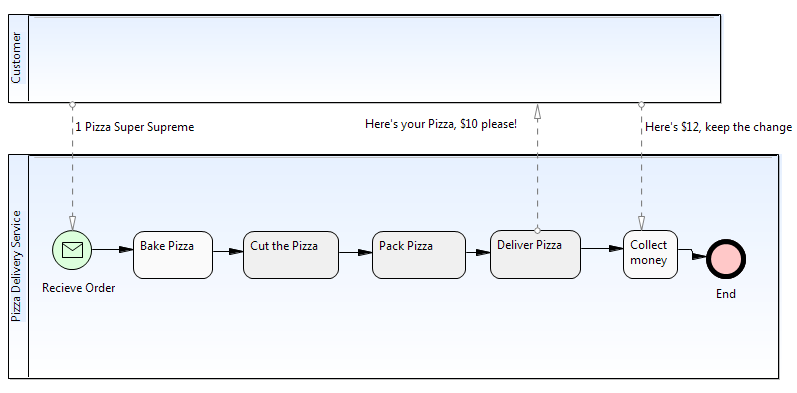 Customer
1 Pizza Super Supreme
Here's your Pizza, $10 please!
Here's $12, keep the change
Pizza Delivery Service
Recieve Order
Bake Pizza
Cut the Pizza
Pack Pizza
Deliver Pizza
Collect
money
End